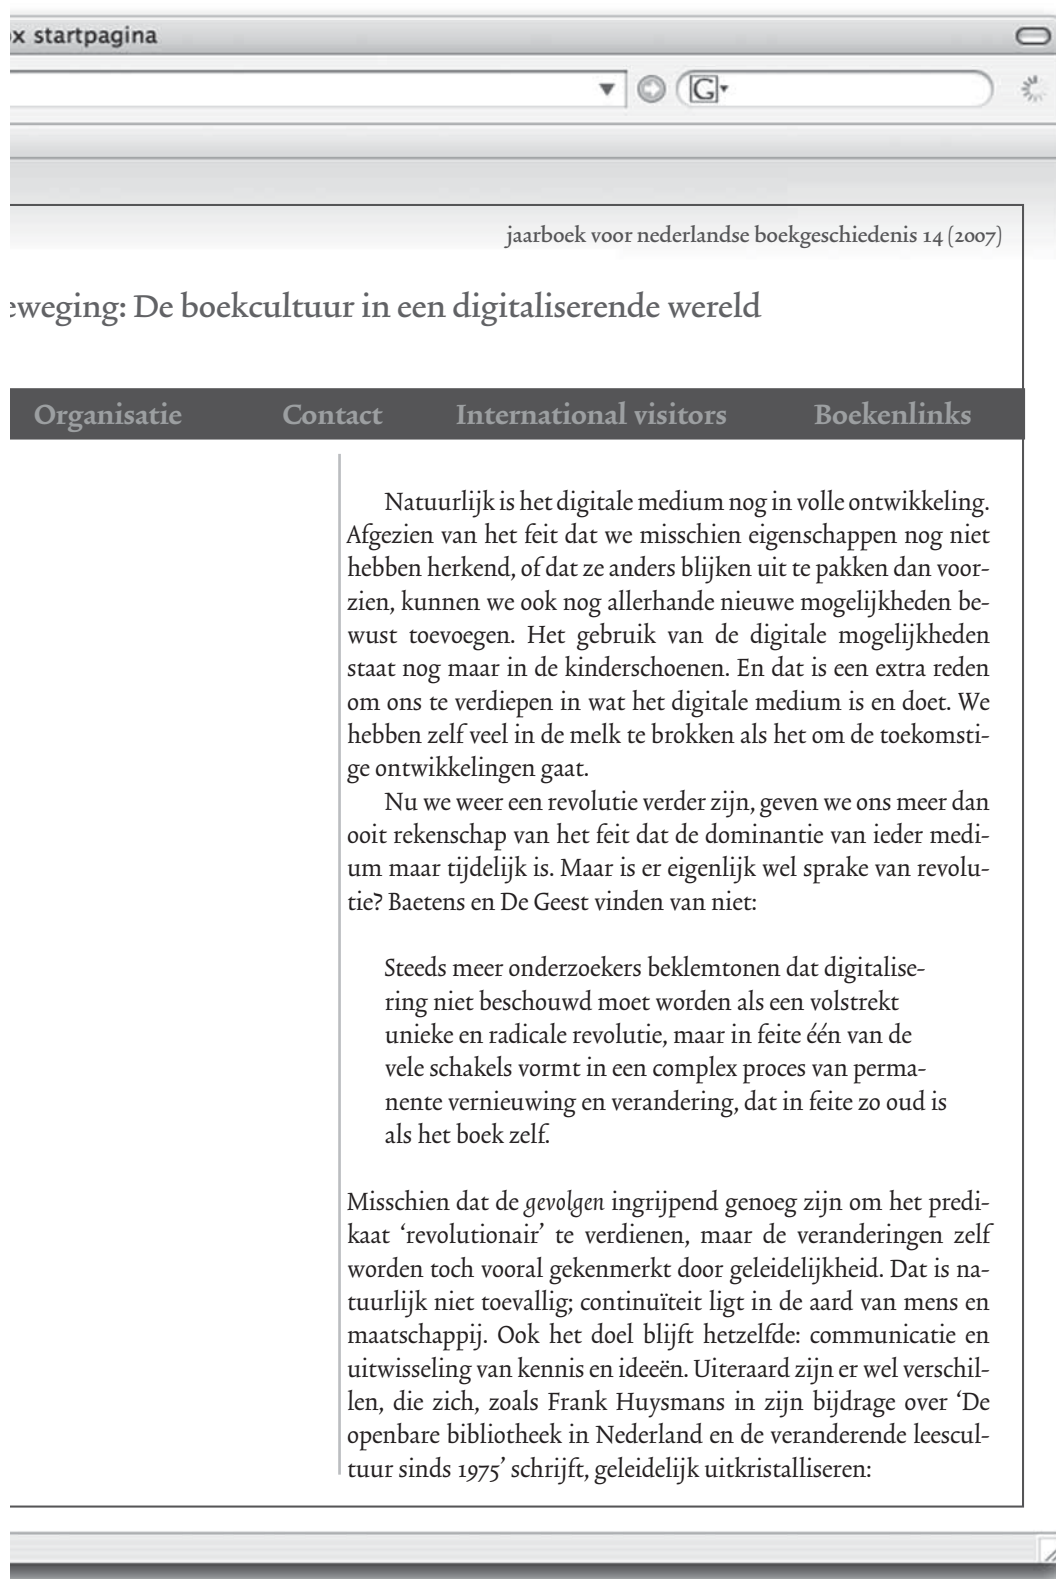 x startpagina
G
jaarboek voor nederlandse boekgeschiedenis 14 (2007)
eweging: De boekcultuur in een digitaliserende wereld
Organisatie Contact International visitors Boekenlinks
Natuurlijk is het digitale medium nog in volle ontwikkeling.
Afgezien van het feit dat we misschien eigenschappen nog niet
hebben herkend, of dat ze anders blijken uit te pakken dan voor-
zien, kunnen we ook nog allerhande nieuwe mogelijkheden be-
wust toevoegen. Het gebruik van de digitale mogelijkheden
staat nog maar in de kinderschoenen. En dat is een extra reden
om ons te verdiepen in wat het digitale medium is en doet. We
hebben zelf veel in de melk te brokken als het om de toekomsti-
ge ontwikkelingen gaat.
Nu we weer een revolutie verder zijn, geven we ons meer dan
ooit rekenschap van het feit dat de dominantie van ieder medi-
um maar tijdelijk is. Maar is er eigenlijk wel sprake van revolu-
tie? Baetens en De Geest vinden van niet:
Steeds meer onderzoekers beklemtonen dat digitalise-
ring niet beschouwd moet worden als een volstrekt
unieke en radicale revolutie, maar in feite één van de
vele schakels vormt in een complex proces van perma-
nente vernieuwing en verandering, dat in feite zo oud is
als het boek zelf.
Misschien dat de gevolgen ingrijpend genoeg zijn om het predi-
kaat ‘revolutionair’ te verdienen, maar de veranderingen zelf
worden toch vooral gekenmerkt door geleidelijkheid. Dat is na-
tuurlijk niet toevallig; continuïteit ligt in de aard van mens en
maatschappij. Ook het doel blijft hetzelfde: communicatie en
uitwisseling van kennis en ideeën. Uiteraard zijn er wel verschil-
len, die zich, zoals Frank Huysmans in zijn bijdrage over ‘De
openbare bibliotheek in Nederland en de veranderende leescul-
tuur sinds 1975’ schrijft, geleidelijk uitkristalliseren: